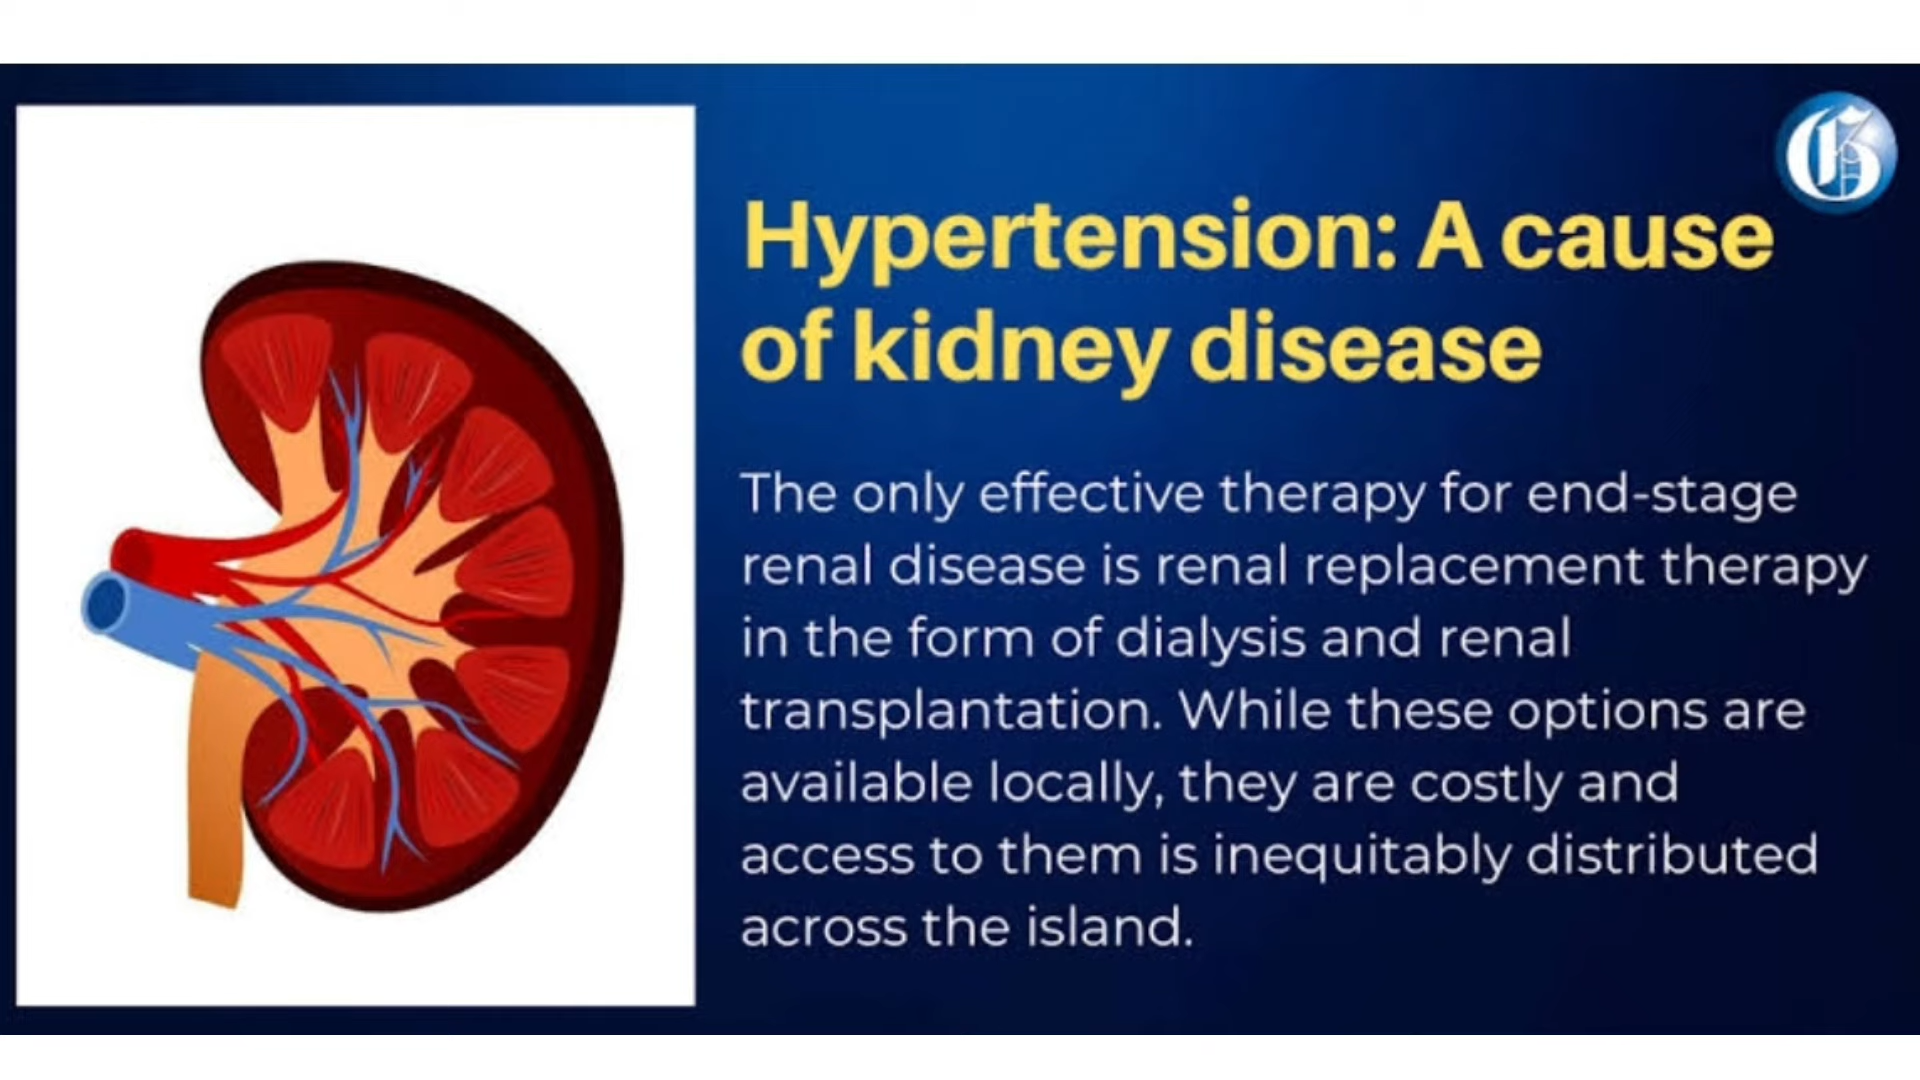 G
Hypertension: A cause
of kidney disease
The only effective therapy for end-stage
renal disease is renal replacement therapy
in the form of dialysis and renal
transplantation. While these options are
available locally, they are costly and
access to them is inequitably distributed
across the island.